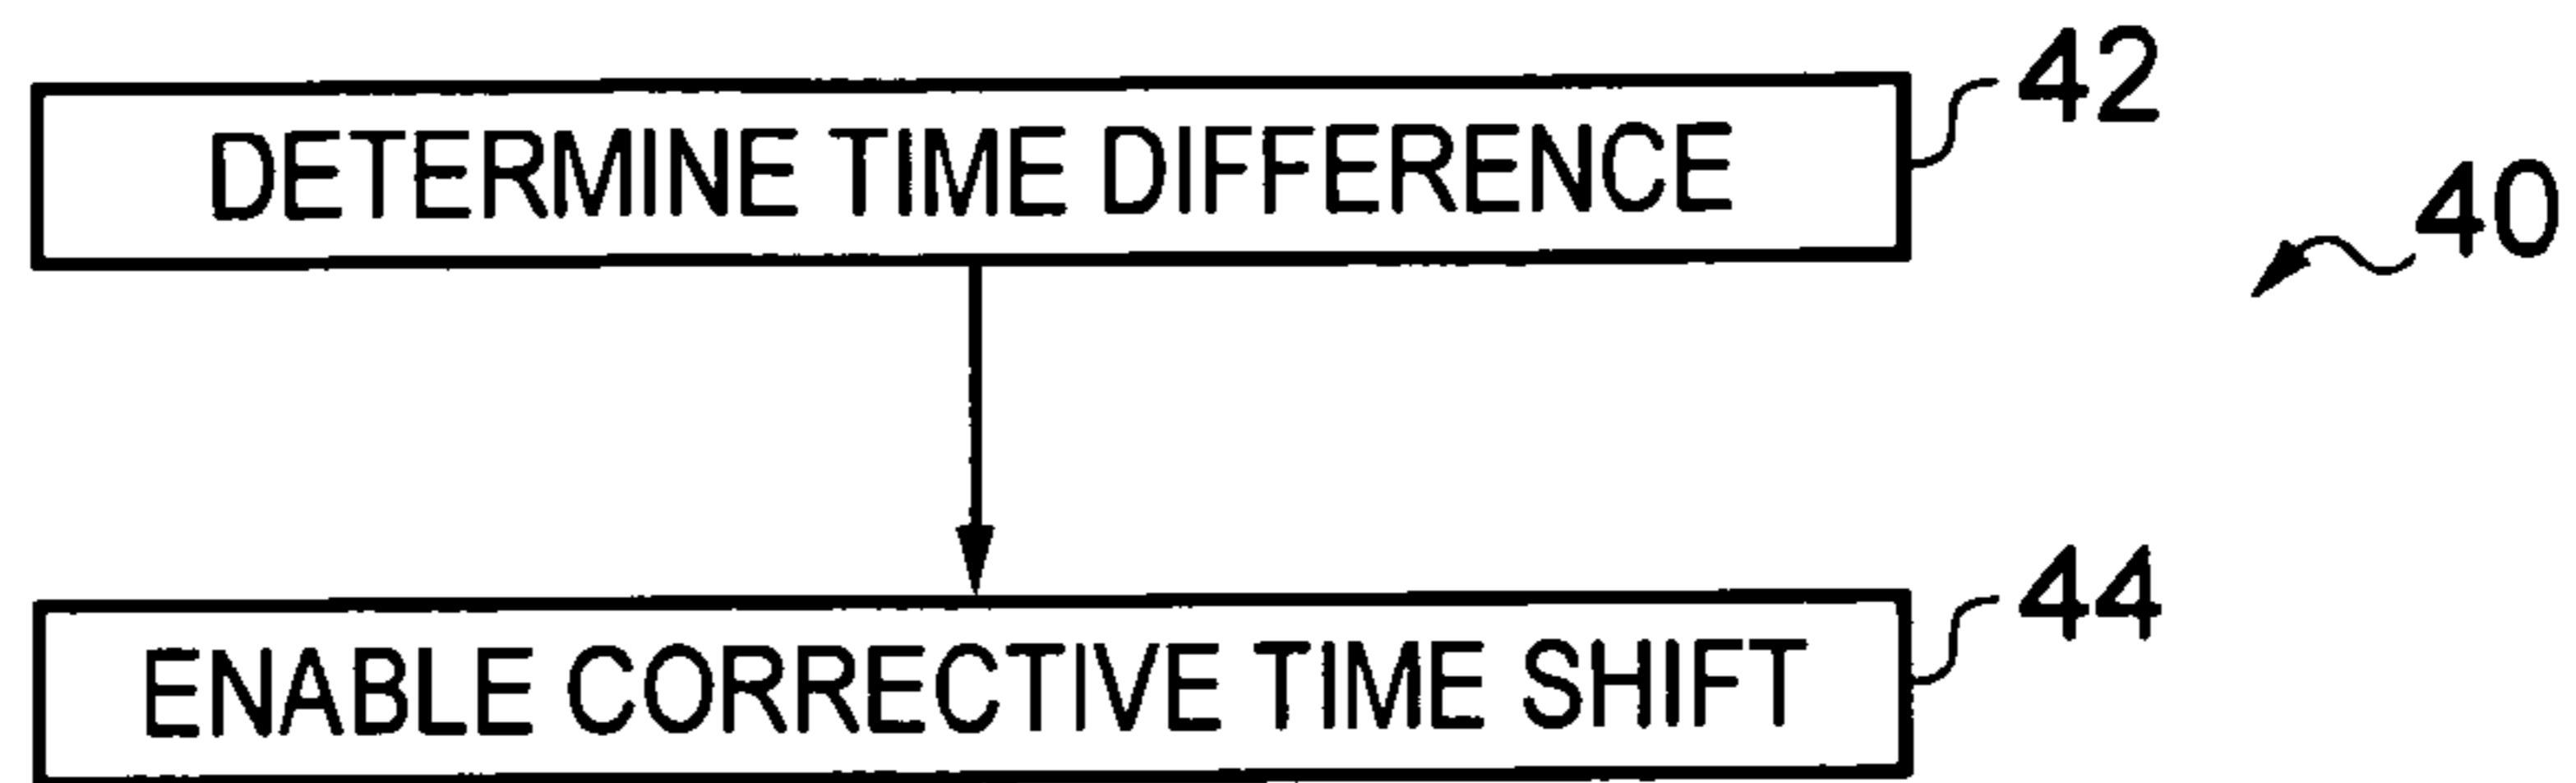 DETERMINE TIME DIFFERENCE
42
40
ENABLE CORRECTIVE TIME SHIFT
44